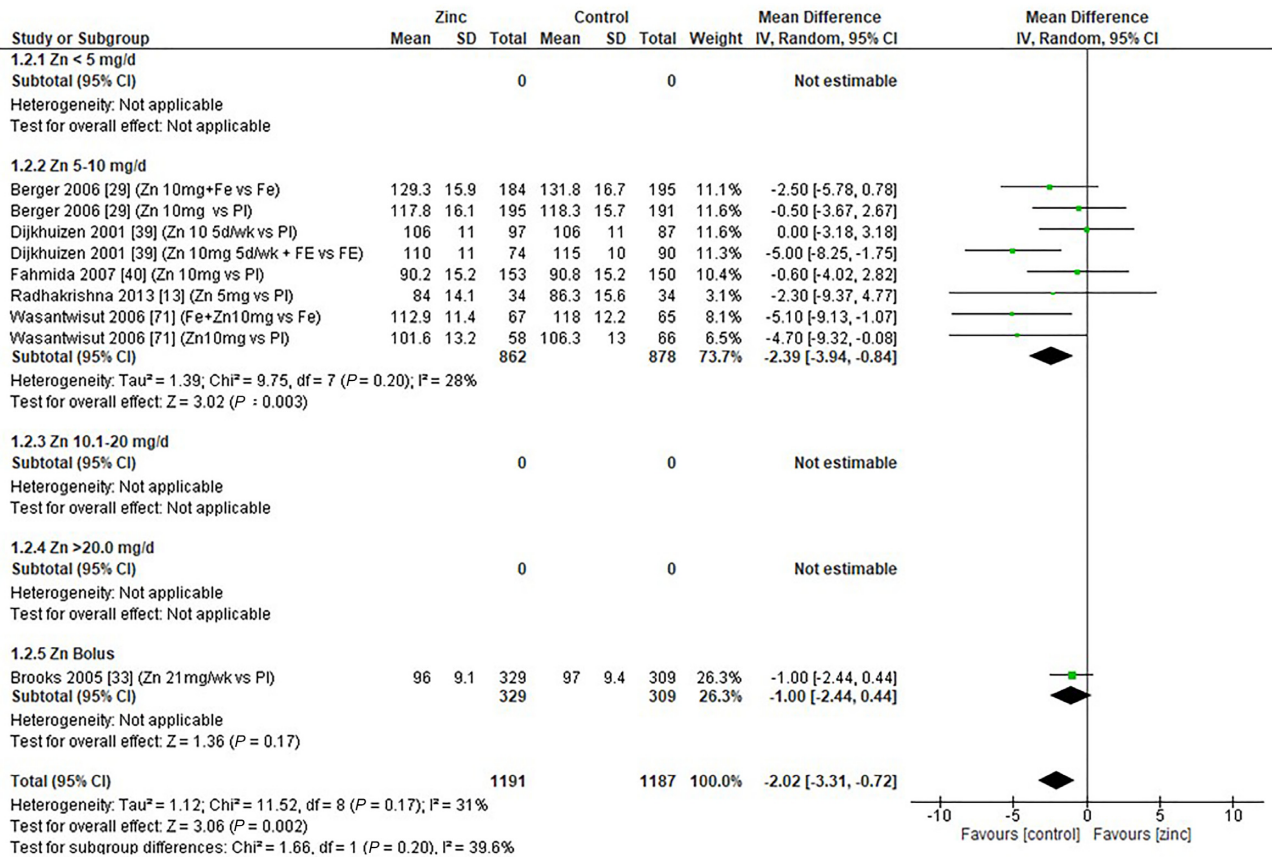 Zinc Control Mean Difference Mean Difference
Study or Subgroup Mean SD Total Mean SD Total Weight IV, Random, 95% CI IV, Random, 95% CI
1.2.1 Zn < 5 mg/d
Subtotal (95% CI) 0 0 Not estimable
Heterogeneity: Not applicable
Test for overall effect: Not applicable
1.2.2 Zn 5-10 mg/d
Berger 2006 [29] (Zn 10mg+Fe vs Fe) 129.3 15.9 184 131.8 16.7 195 11.1% -2.50 [-5.78, 0.78]
Berger 2006 [29] (Zn 10mg vs Pl) 117.8 16.1 195 118.3 15.7 191 11.6% -0.50 [-3.67, 2.67]
Dijkhuizen 2001 [39] (Zn 10 5d/wk vs Pl) 106 11 97 106 11 87 11.6% 0.00 [-3.18, 3.18]
Dijkhuizen 2001 [39] (Zn 10mg 5d/wk + FE vs FE) 110 11 74 115 10 90 11.3% -5.00 [-8.25, -1.75]
Fahmida 2007 [40] (Zn 10mg vs Pl) 90.2 15.2 153 90.8 15.2 150 10.4% -0.60 [-4.02, 2.82]
Radhakrishna 2013 [13] (Zn 5mg vs Pl) 84 14.1 34 86.3 15.6 34 3.1% -2.30 [-9.37, 4.77]
Wasantwisut 2006 [71] (Fe+Zn10mg vs Fe) 112.9 11.4 67 118 12.2 65 8.1% -5.10 [-9.13, -1.07]
Wasantwisut 2006 [71] (Zn10mg vs Pl) 101.6 13.2 58 106.3 13 66 6.5% -4.70 [-9.32, -0.08]
Subtotal (95% CI) 862 878 73.7% -2.39 [-3.94, -0.84]
Heterogeneity: Tau² = 1.39; Chi² = 9.75, df = 7 (P = 0.20); I² = 28%
Test for overall effect: Z = 3.02 (P = 0.003)
1.2.3 Zn 10.1-20 mg/d
Subtotal (95% CI) 0 0 Not estimable
Heterogeneity: Not applicable
Test for overall effect: Not applicable
1.2.4 Zn >20.0 mg/d
Subtotal (95% CI) 0 0 Not estimable
Heterogeneity: Not applicable
Test for overall effect: Not applicable
1.2.5 Zn Bolus
Brooks 2005 [33] (Zn 21mg/wk vs Pl) 96 9.1 329 97 9.4 309 26.3% -1.00 [-2.44, 0.44]
Subtotal (95% CI) 329 309 26.3% -1.00 [-2.44, 0.44]
Heterogeneity: Not applicable
Test for overall effect: Z = 1.36 (P = 0.17)
Total (95% CI) 1191 1187 100.0% -2.02 [-3.31, -0.72]
Heterogeneity: Tau² = 1.12; Chi² = 11.52, df = 8 (P = 0.17); I² = 31%
Test for overall effect: Z = 3.06 (P = 0.002)
Test for subgroup differences: Chi² = 1.66, df = 1 (P = 0.20), I² = 39.6%
-10 -5 0 5 10
Favours [control] Favours [zinc]